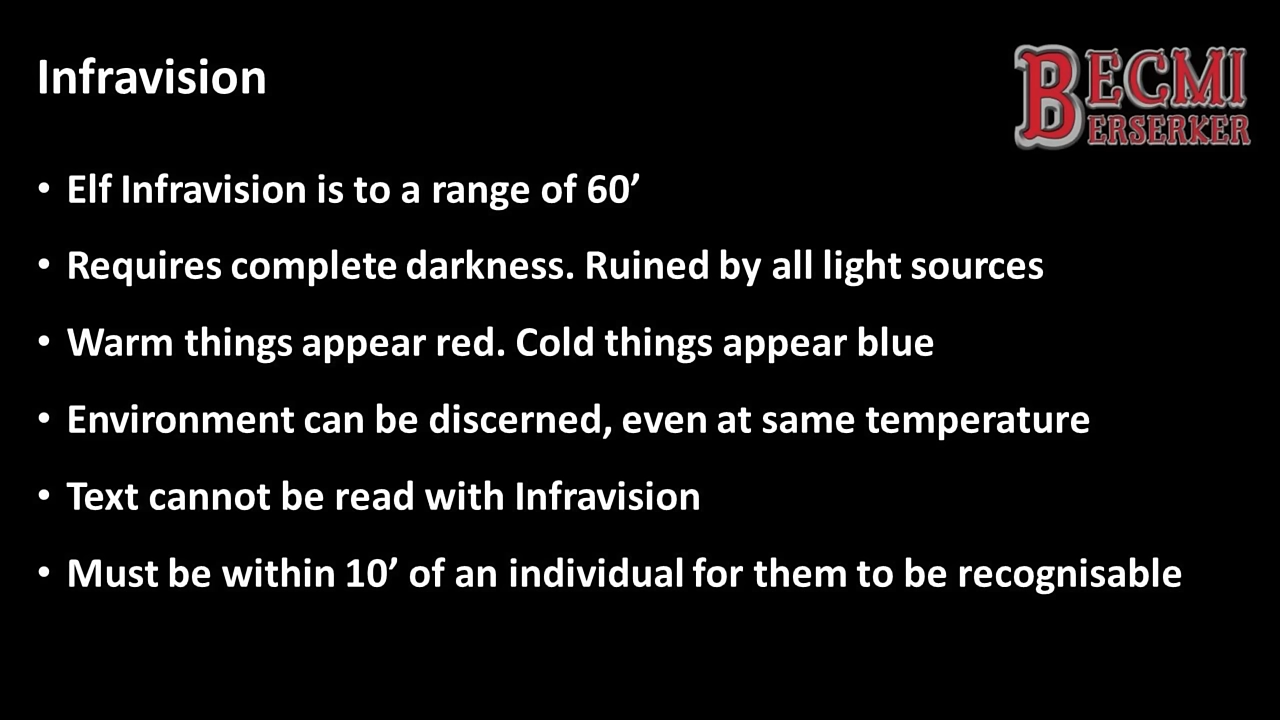 Infravision
BECMI
BERSERKER
• Elf Infravision is to a range of 60’
• Requires complete darkness. Ruined by all light sources
• Warm things appear red. Cold things appear blue
• Environment can be discerned, even at same temperature
• Text cannot be read with Infravision
• Must be within 10’ of an individual for them to be recognisable